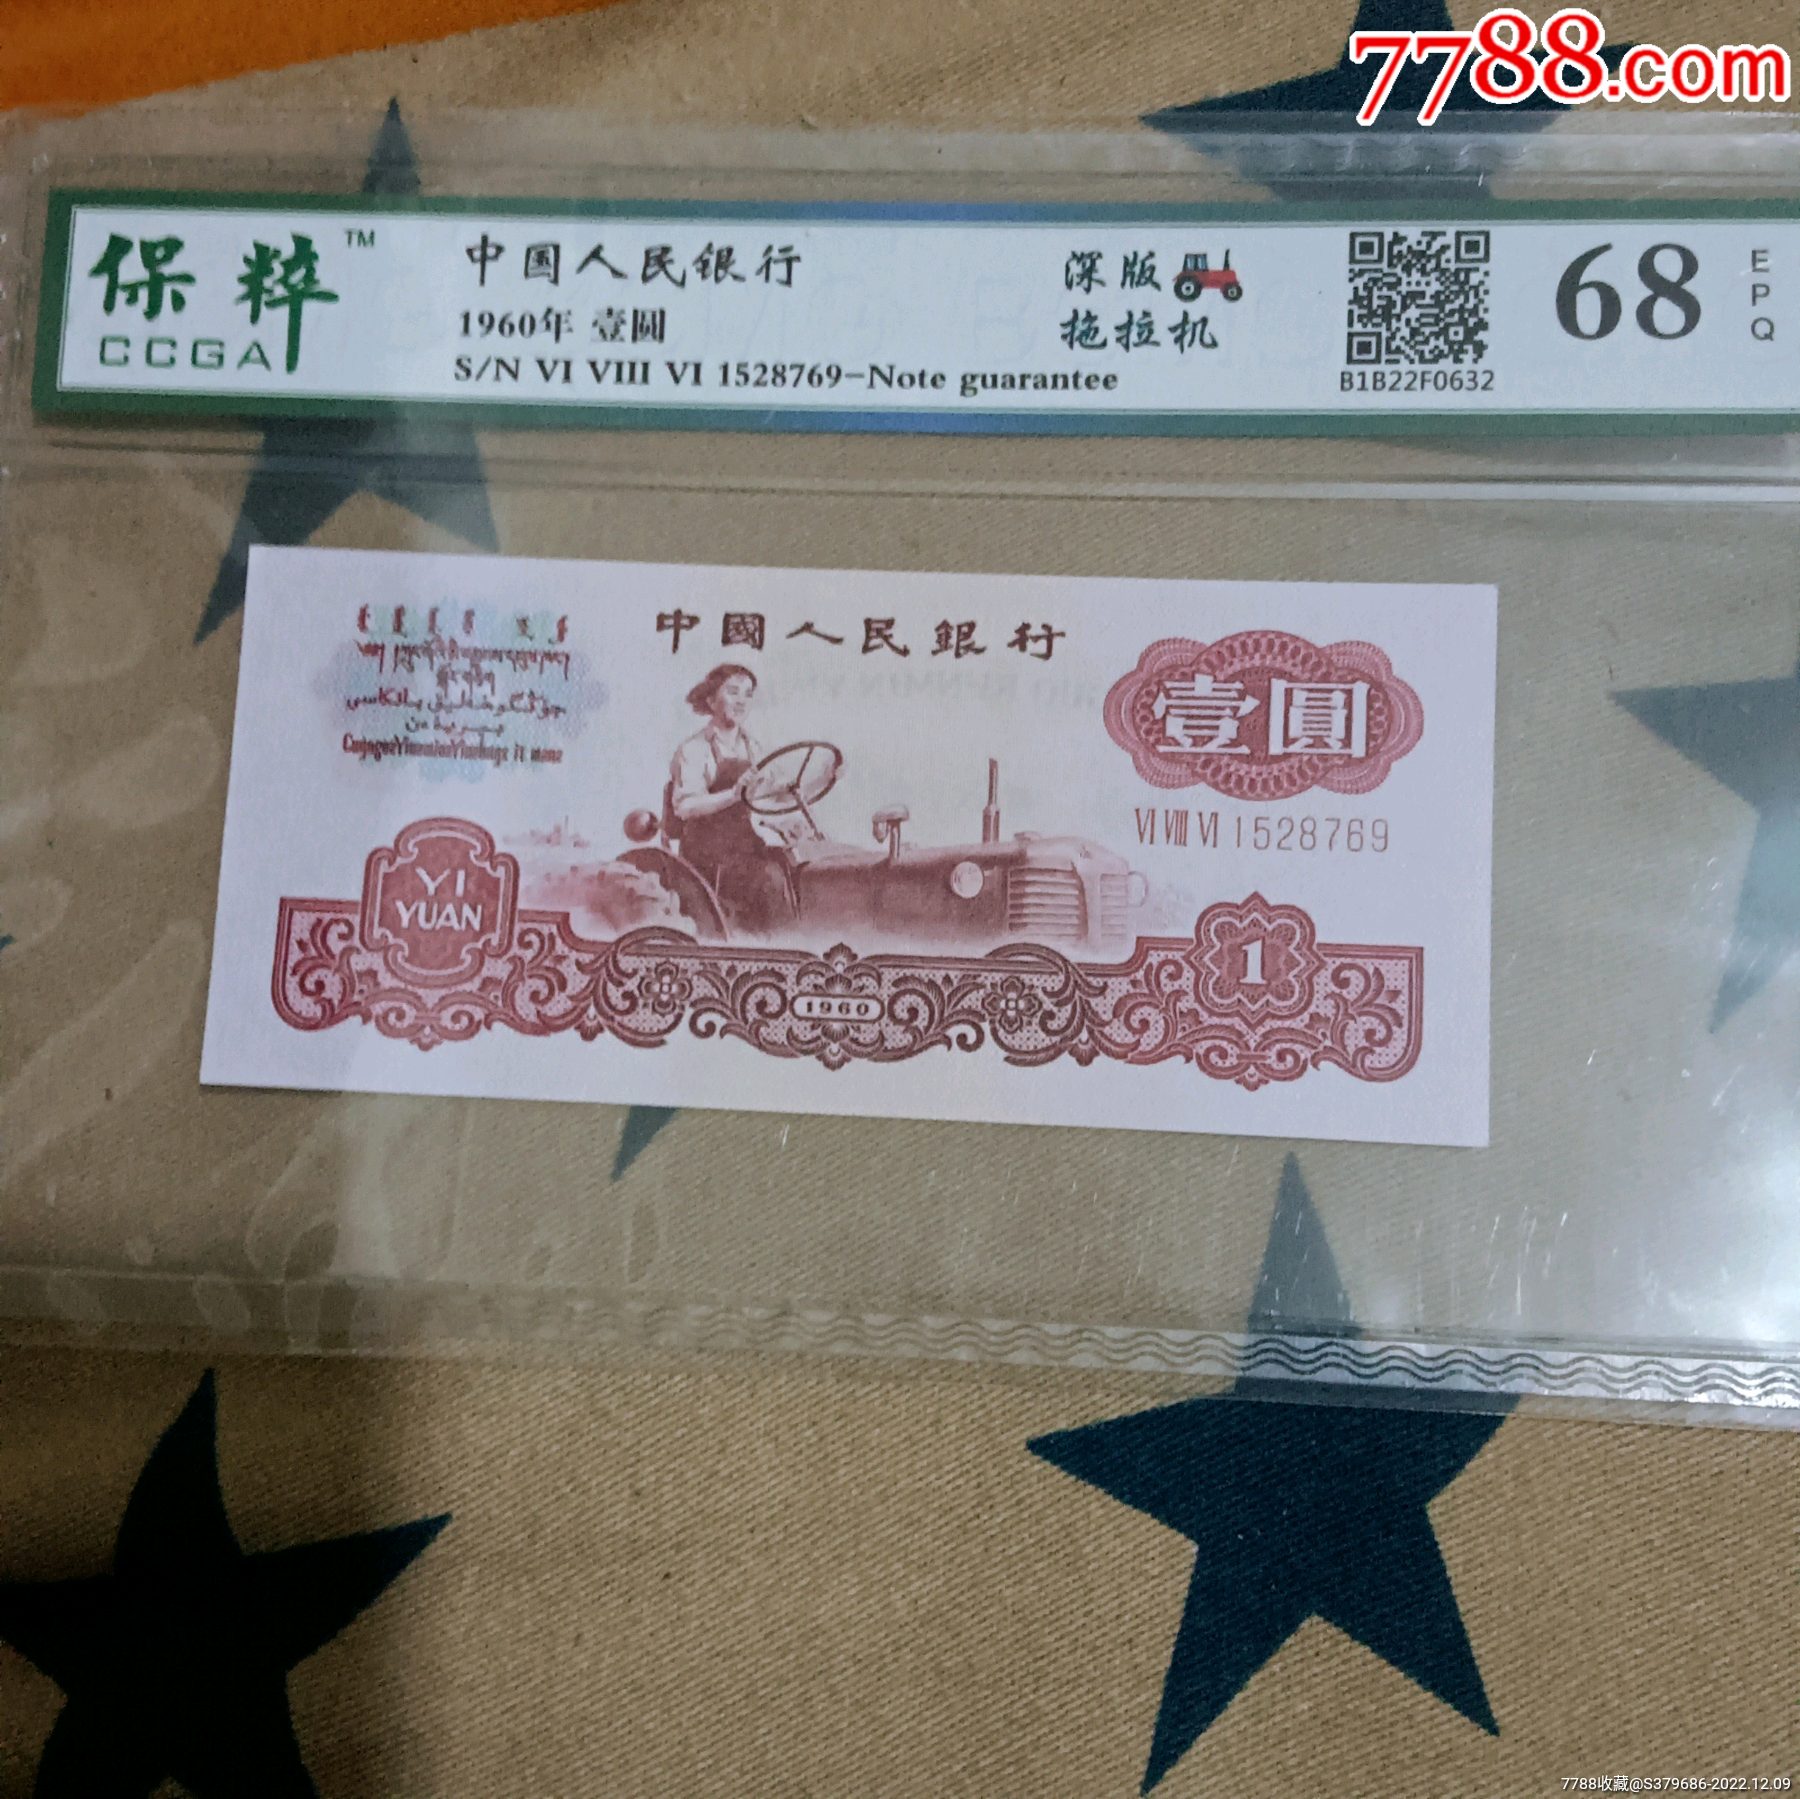 7788.com
保粹™
CCGA
中国人民银行
1960年 壹圓
S/N VI VIII VI 1528769-Note guarantee
深版
拖拉机
B1B22F0632
68
EPQ
中國人民銀行
壹圓
VI VIII VI 1528769
YI
YUAN
1
1960
7788收藏@S379686-2022.12.09